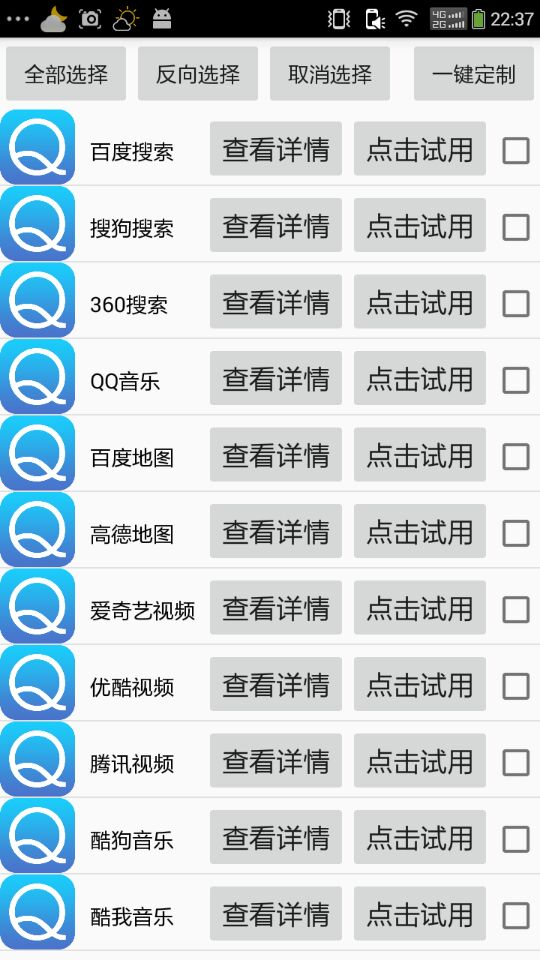 4G 2G 22:37
全部选择 反向选择 取消选择 一键定制
百度搜索 查看详情 点击试用
搜狗搜索 查看详情 点击试用
360搜索 查看详情 点击试用
QQ音乐 查看详情 点击试用
百度地图 查看详情 点击试用
高德地图 查看详情 点击试用
爱奇艺视频 查看详情 点击试用
优酷视频 查看详情 点击试用
腾讯视频 查看详情 点击试用
酷狗音乐 查看详情 点击试用
酷我音乐 查看详情 点击试用